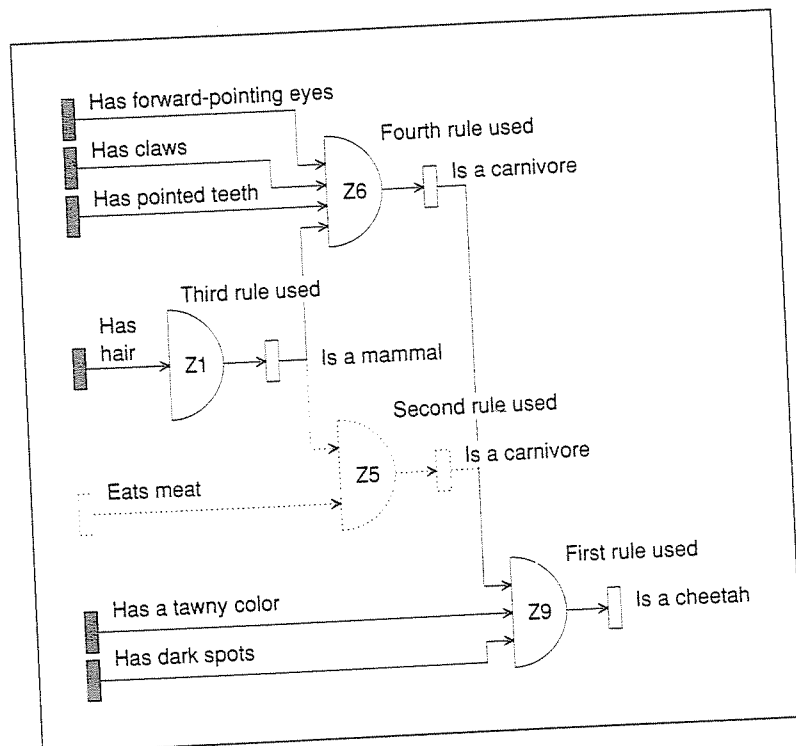 Has forward-pointing eyes
Fourth rule used
Has claws
Is a carnivore
Has pointed teeth
Z6
Third rule used
Has
hair
Z1
Is a mammal
Second rule used
Is a carnivore
Eats meat
Z5
First rule used
Has a tawny color
Is a cheetah
Z9
Has dark spots